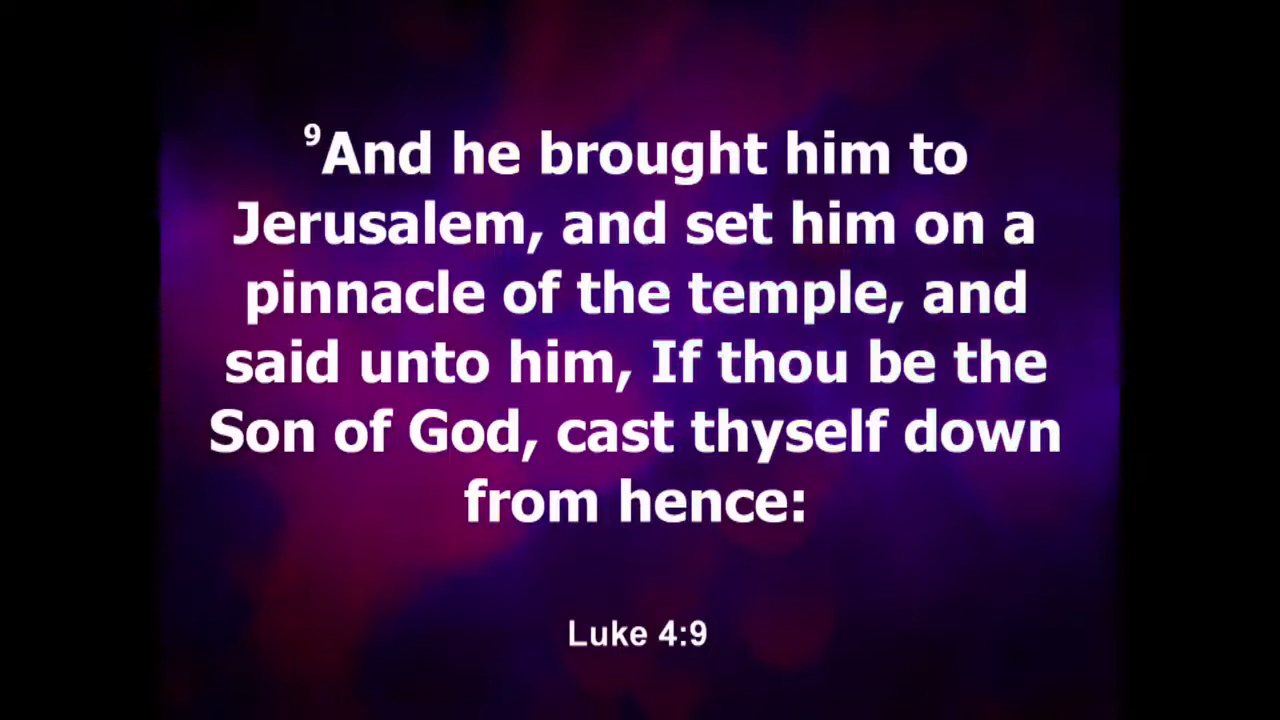 9And he brought him to
Jerusalem, and set him on a
pinnacle of the temple, and
said unto him, If thou be the
Son of God, cast thyself down
from hence:
Luke 4:9